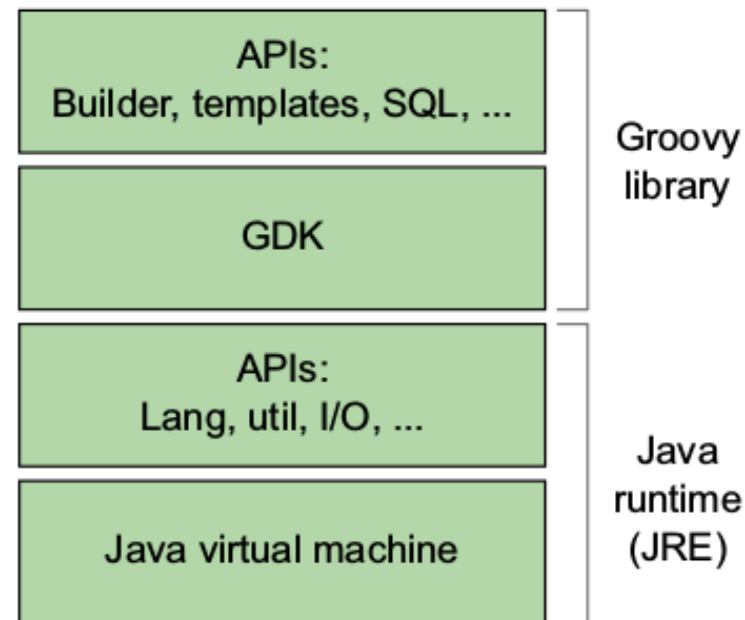 APIs:
Builder, templates, SQL, ...
Groovy
library
GDK
APIs:
Lang, util, I/O, ...
Java
runtime
(JRE)
Java virtual machine